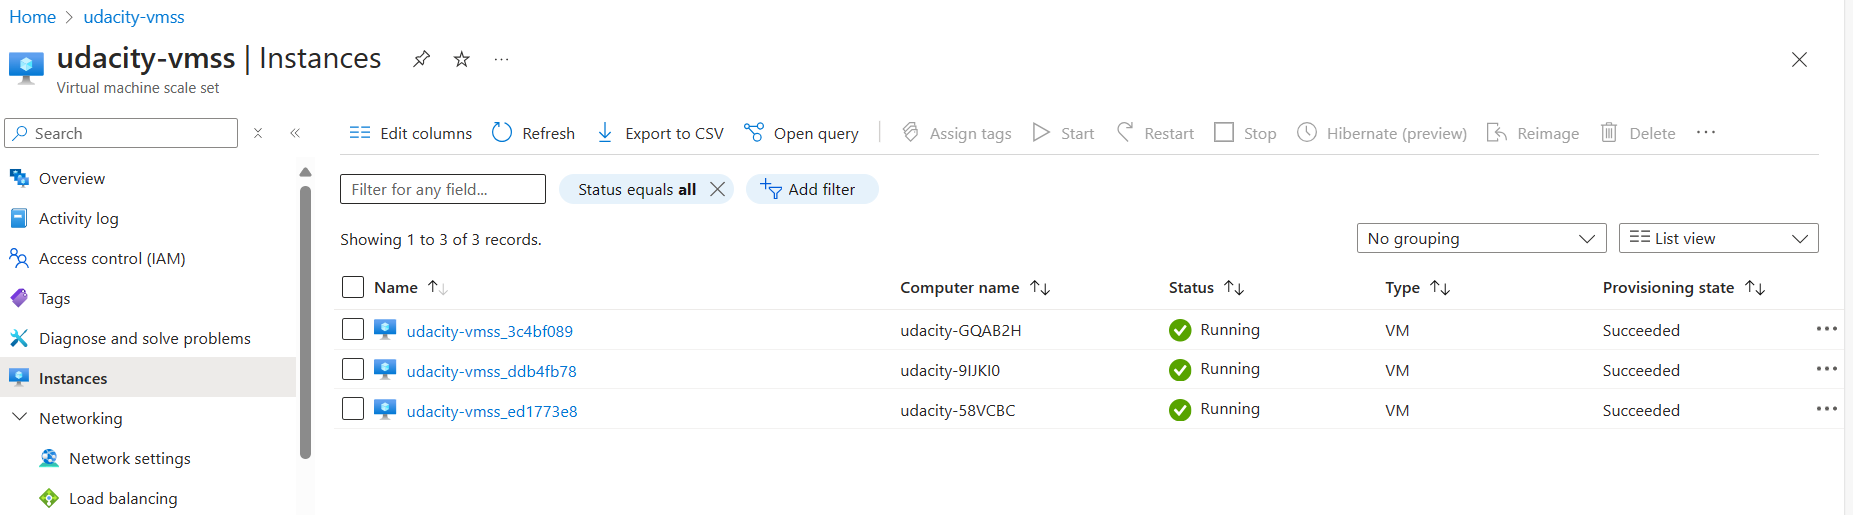 Home > udacity-vmss
udacity-vmss | Instances ...
Virtual machine scale set
Search
Edit columns Refresh Export to CSV Open query Assign tags Start Restart Stop Hibernate (preview) Reimage Delete ...
Overview
Activity log
Access control (IAM)
Tags
Diagnose and solve problems
Instances
Networking
Network settings
Load balancing
Filter for any field... Status equals all Add filter
Showing 1 to 3 of 3 records. No grouping List view
Name Computer name Status Type Provisioning state
udacity-vmss_3c4bf089 udacity-GQAB2H Running VM Succeeded ...
udacity-vmss_ddb4fb78 udacity-9IJKI0 Running VM Succeeded ...
udacity-vmss_ed1773e8 udacity-58VCBC Running VM Succeeded ...